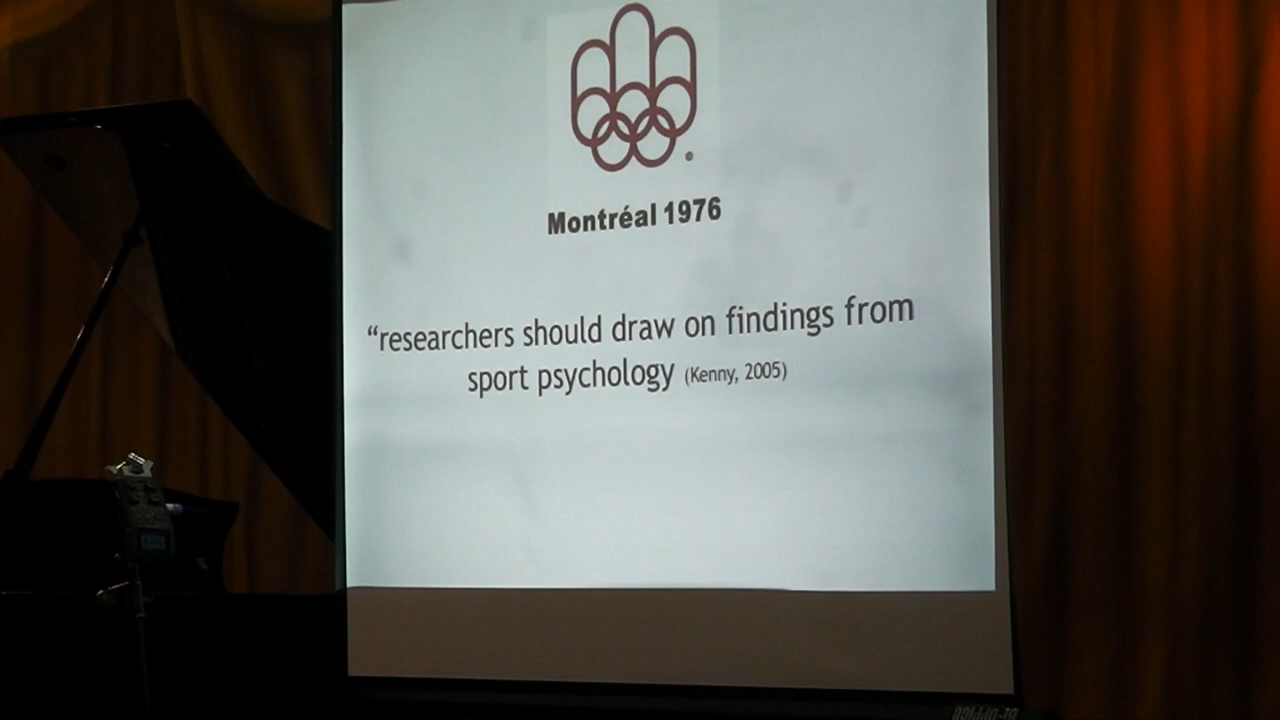 Montréal 1976
“researchers should draw on findings from
sport psychology (Kenny, 2005)